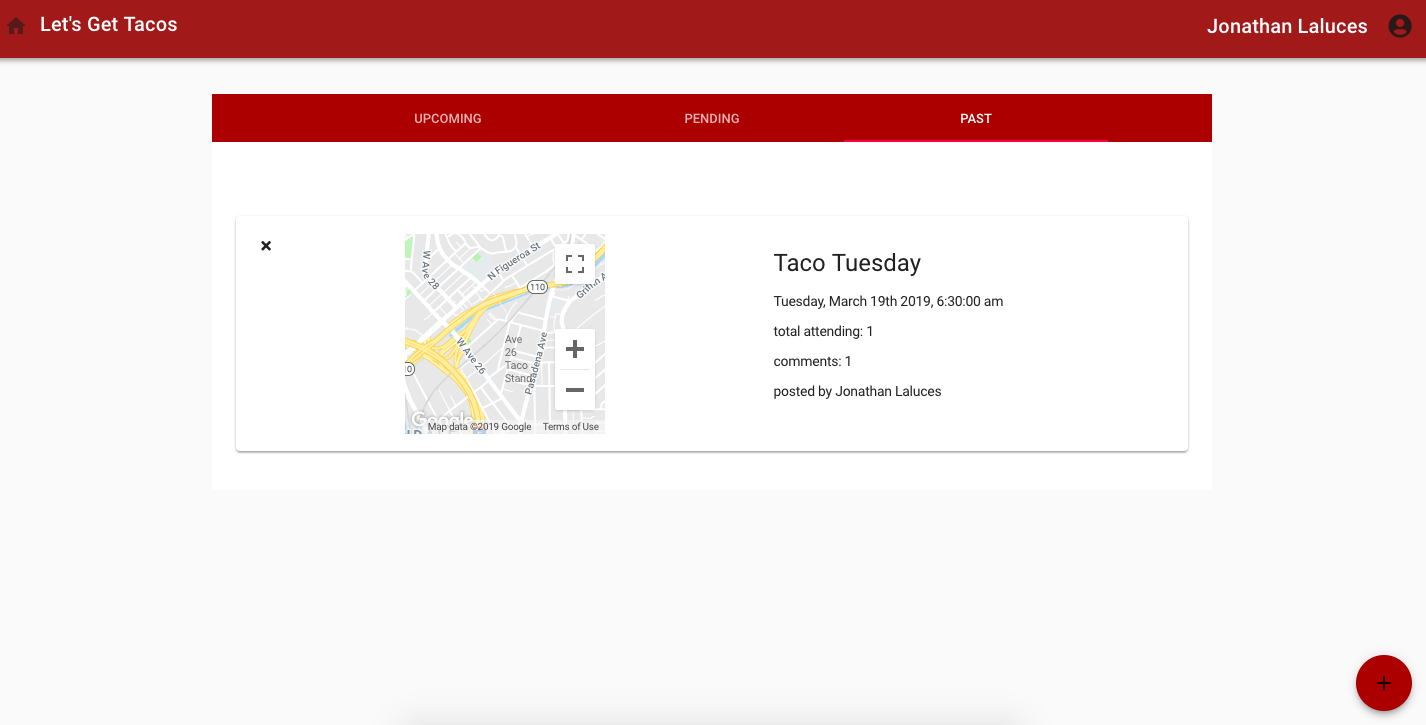 Let's Get Tacos
Jonathan Laluces
UPCOMING
PENDING
PAST
W Ave 28
N Figueroa St
110
Griffin A
Ave
26
Taco
Stand
W Ave 26
Pasadena Ave
Google
Map data ©2019 Google
Terms of Use
Taco Tuesday
Tuesday, March 19th 2019, 6:30:00 am
total attending: 1
comments: 1
posted by Jonathan Laluces